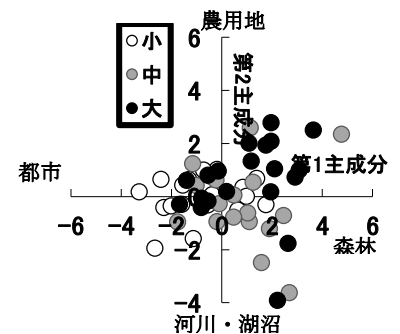 農用地
小
中
大
6
4
2
第2主成分
第1主成分
都市
-6 -4 -2 0 2 4 6
森林
-2
-4
河川・湖沼